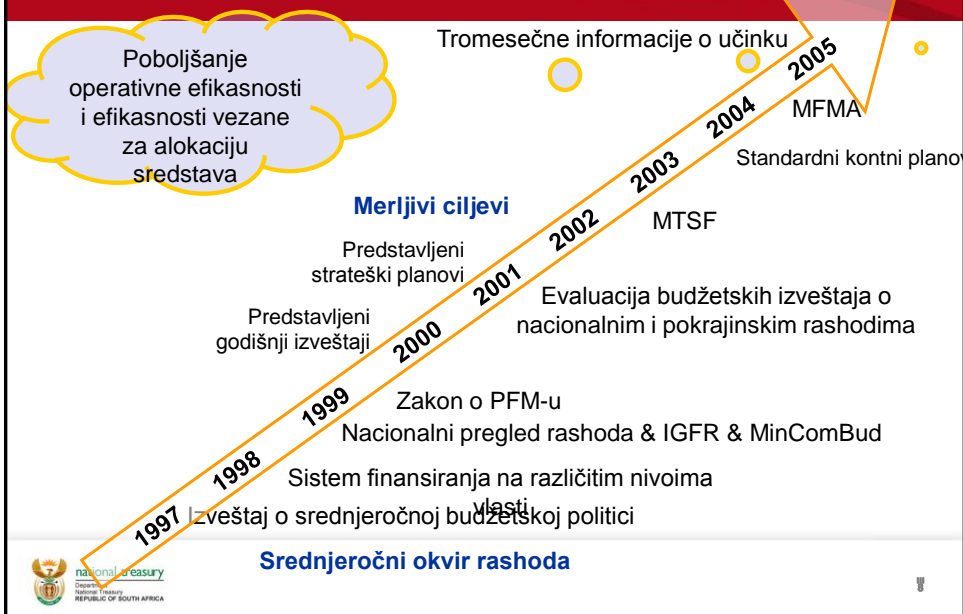 Poboljšanje
operativne efikasnosti
i efikasnosti vezane
za alokaciju
sredstava
Tromesečne informacije o učinku
2005
MFMA
2004
Standardni kontni planov
2003
Merljivi ciljevi
MTSF
2002
Predstavljeni
strateški planovi
2001
Evaluacija budžetskih izveštaja o
nacionalnim i pokrajinskim rashodima
Predstavljeni
godišnji izveštaji
2000
Zakon o PFM-u
1999
Nacionalni pregled rashoda & IGFR & MinComBud
1998
Sistem finansiranja na različitim nivoima
vlasti
1997
Izveštaj o srednjeročnoj budžetskoj politici
Srednjeročni okvir rashoda
national treasury
Department:
National Treasury
REPUBLIC OF SOUTH AFRICA